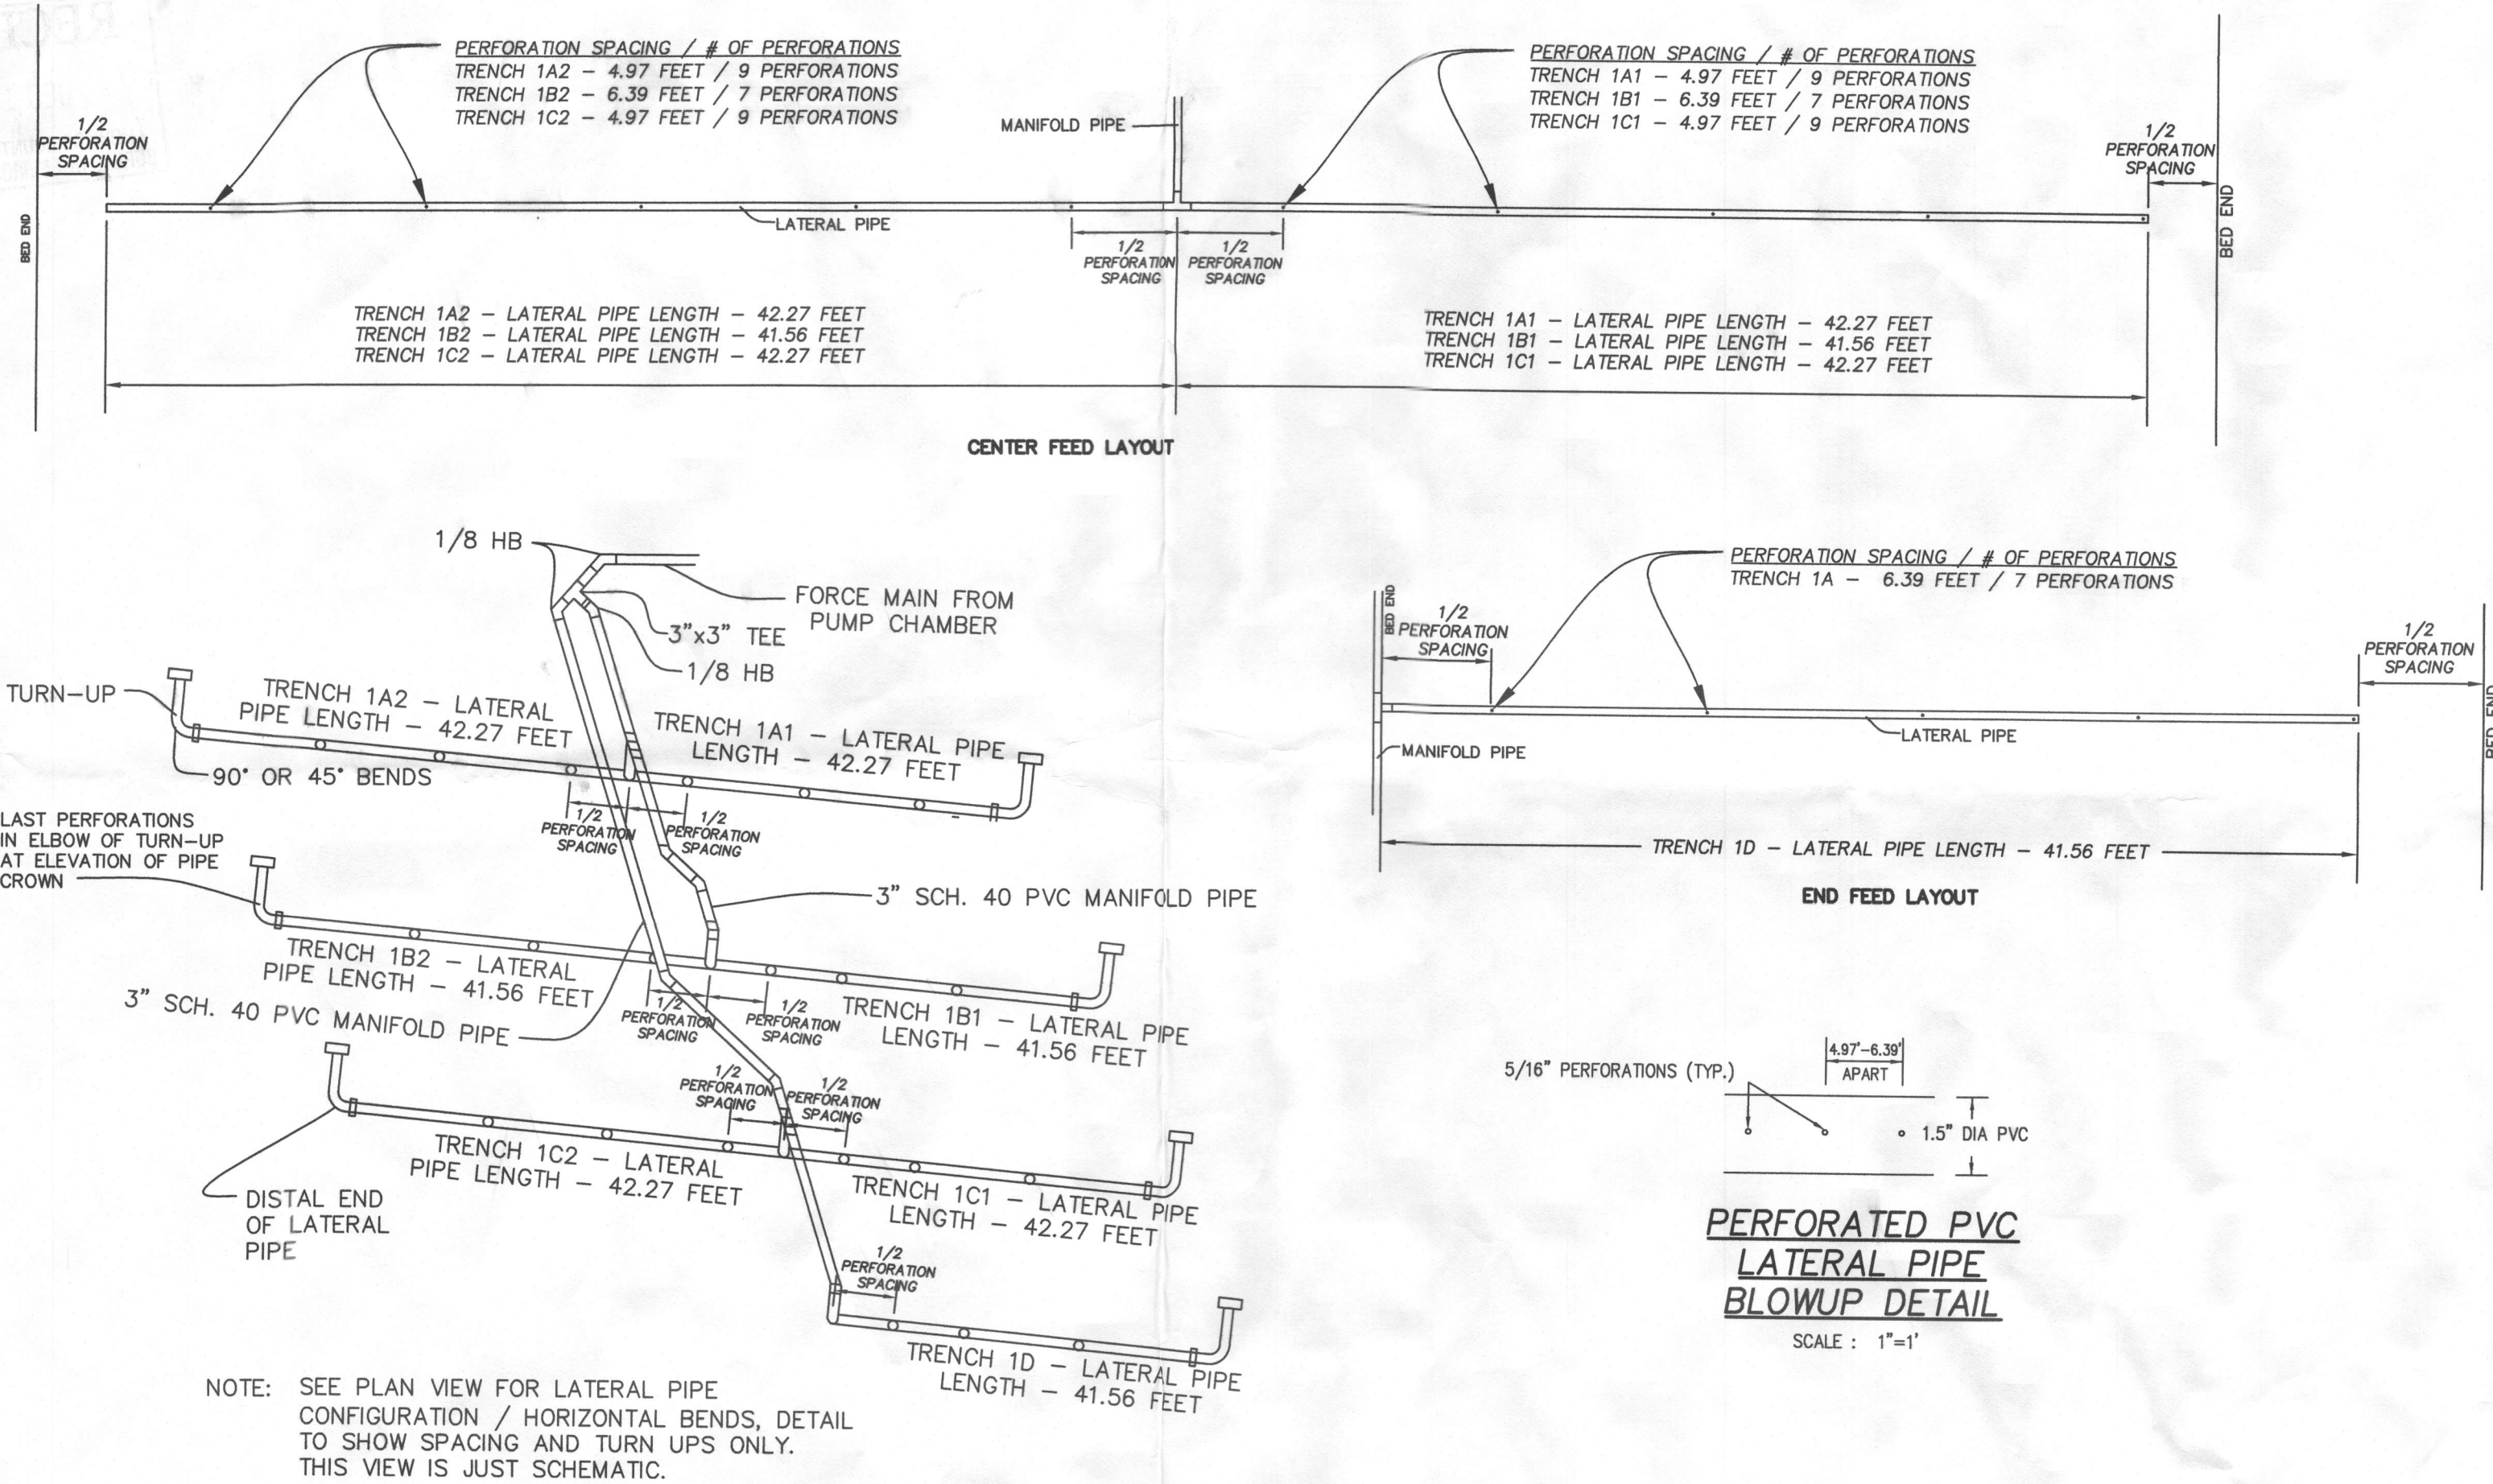 PERFORATION SPACING / # OF PERFORATIONS
TRENCH 1A2 – 4.97 FEET / 9 PERFORATIONS
TRENCH 1B2 – 6.39 FEET / 7 PERFORATIONS
TRENCH 1C2 – 4.97 FEET / 9 PERFORATIONS
PERFORATION SPACING / # OF PERFORATIONS
TRENCH 1A1 – 4.97 FEET / 9 PERFORATIONS
TRENCH 1B1 – 6.39 FEET / 7 PERFORATIONS
TRENCH 1C1 – 4.97 FEET / 9 PERFORATIONS
1/2
PERFORATION
SPACING
MANIFOLD PIPE
1/2
PERFORATION
SPACING
BED END
LATERAL PIPE
1/2
PERFORATION
SPACING
1/2
PERFORATION
SPACING
BED END
TRENCH 1A2 – LATERAL PIPE LENGTH – 42.27 FEET
TRENCH 1B2 – LATERAL PIPE LENGTH – 41.56 FEET
TRENCH 1C2 – LATERAL PIPE LENGTH – 42.27 FEET
TRENCH 1A1 – LATERAL PIPE LENGTH – 42.27 FEET
TRENCH 1B1 – LATERAL PIPE LENGTH – 41.56 FEET
TRENCH 1C1 – LATERAL PIPE LENGTH – 42.27 FEET
CENTER FEED LAYOUT
1/8 HB
FORCE MAIN FROM
PUMP CHAMBER
3"x3" TEE
1/8 HB
TURN-UP
TRENCH 1A2 – LATERAL
PIPE LENGTH – 42.27 FEET
TRENCH 1A1 – LATERAL PIPE
LENGTH – 42.27 FEET
90° OR 45° BENDS
1/2
PERFORATION
SPACING
1/2
PERFORATION
SPACING
LAST PERFORATIONS
IN ELBOW OF TURN-UP
AT ELEVATION OF PIPE
CROWN
3" SCH. 40 PVC MANIFOLD PIPE
TRENCH 1B2 – LATERAL
PIPE LENGTH – 41.56 FEET
3" SCH. 40 PVC MANIFOLD PIPE
1/2
PERFORATION
SPACING
1/2
PERFORATION
SPACING
TRENCH 1B1 – LATERAL PIPE
LENGTH – 41.56 FEET
1/2
PERFORATION
SPACING
1/2
PERFORATION
SPACING
TRENCH 1C2 – LATERAL
PIPE LENGTH – 42.27 FEET
TRENCH 1C1 – LATERAL PIPE
LENGTH – 42.27 FEET
DISTAL END
OF LATERAL
PIPE
1/2
PERFORATION
SPACING
TRENCH 1D – LATERAL PIPE
LENGTH – 41.56 FEET
NOTE: SEE PLAN VIEW FOR LATERAL PIPE
CONFIGURATION / HORIZONTAL BENDS, DETAIL
TO SHOW SPACING AND TURN UPS ONLY.
THIS VIEW IS JUST SCHEMATIC.
PERFORATION SPACING / # OF PERFORATIONS
TRENCH 1A – 6.39 FEET / 7 PERFORATIONS
BED END
1/2
PERFORATION
SPACING
1/2
PERFORATION
SPACING
BED END
LATERAL PIPE
MANIFOLD PIPE
TRENCH 1D – LATERAL PIPE LENGTH – 41.56 FEET
END FEED LAYOUT
5/16" PERFORATIONS (TYP.)
4.97'-6.39'
APART
1.5" DIA PVC
PERFORATED PVC
LATERAL PIPE
BLOWUP DETAIL
SCALE : 1"=1'